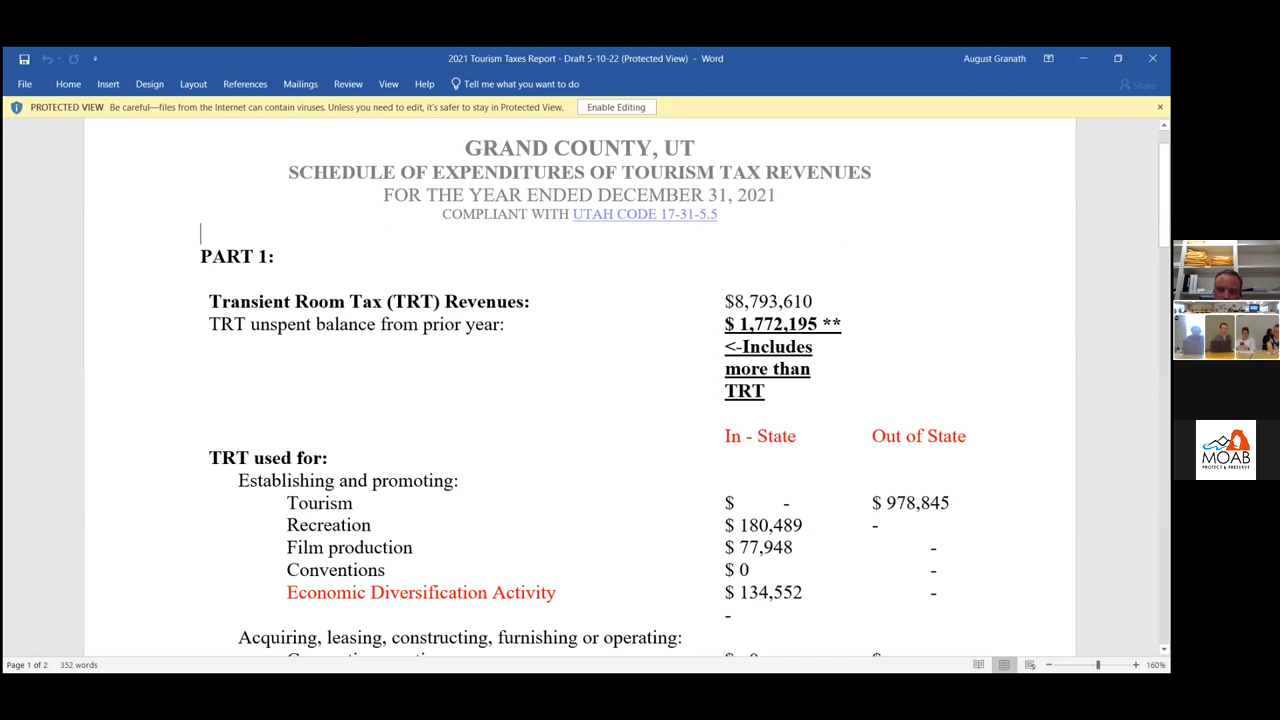 2021 Tourism Taxes Report - Draft 5-10-22 (Protected View) - Word
August Granath
File Home Insert Design Layout References Mailings Review View Help Tell me what you want to do Share
PROTECTED VIEW Be careful—files from the Internet can contain viruses. Unless you need to edit, it's safer to stay in Protected View. Enable Editing
GRAND COUNTY, UT
SCHEDULE OF EXPENDITURES OF TOURISM TAX REVENUES
FOR THE YEAR ENDED DECEMBER 31, 2021
COMPLIANT WITH UTAH CODE 17-31-5.5
PART 1:
Transient Room Tax (TRT) Revenues: $8,793,610
TRT unspent balance from prior year: $ 1,772,195 **
<-Includes
more than
TRT
In - State Out of State
TRT used for:
Establishing and promoting:
Tourism $ - $ 978,845
Recreation $ 180,489 -
Film production $ 77,948 -
Conventions $ 0 -
Economic Diversification Activity $ 134,552 -
-
Acquiring, leasing, constructing, furnishing or operating:
Page 1 of 2 352 words 160%
MOAB
PROTECT & PRESERVE